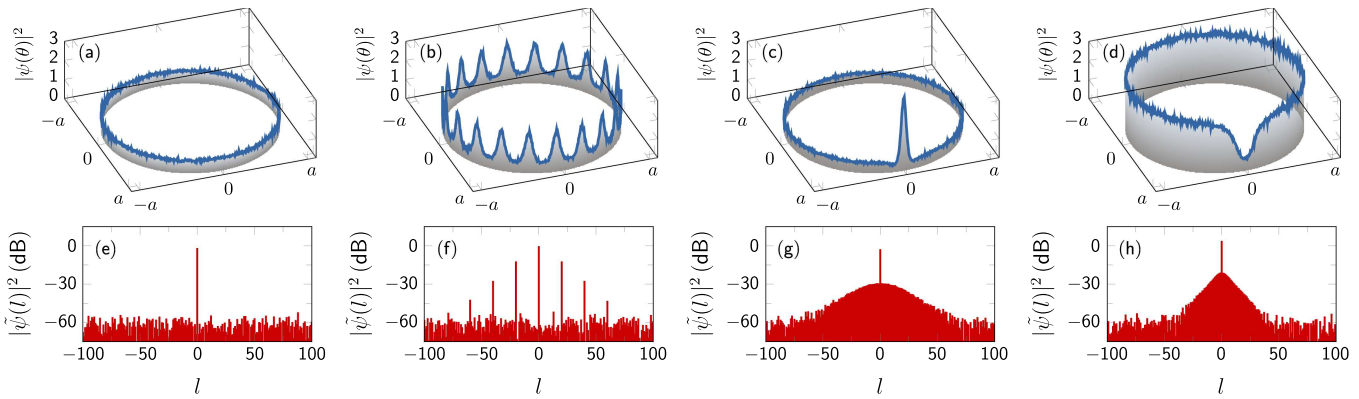 |ψ(θ)|² 3 2 1 0 (a) −a 0 a −a 0 a
|ψ(θ)|² 3 2 1 0 (b) −a 0 a −a 0 a
|ψ(θ)|² 3 2 1 0 (c) −a 0 a −a 0 a
|ψ(θ)|² 3 2 1 0 (d) −a 0 a −a 0 a
|ψ̃(l)|² (dB) 0 −30 −60 (e) −100 −50 0 50 100 l
|ψ̃(l)|² (dB) 0 −30 −60 (f) −100 −50 0 50 100 l
|ψ̃(l)|² (dB) 0 −30 −60 (g) −100 −50 0 50 100 l
|ψ̃(l)|² (dB) 0 −30 −60 (h) −100 −50 0 50 100 l